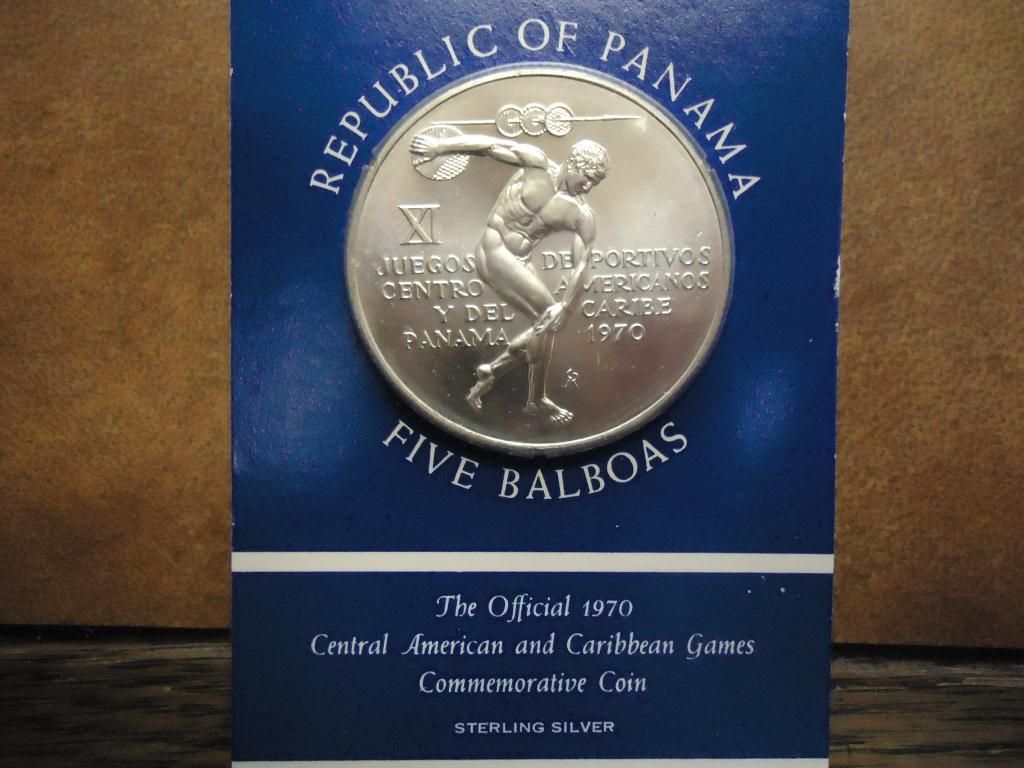 REPUBLIC OF PANAMA
XI
JUEGOS DEPORTIVOS
CENTRO AMERICANOS
Y DEL CARIBE
PANAMA 1970
FIVE BALBOAS
The Official 1970
Central American and Caribbean Games
Commemorative Coin
STERLING SILVER